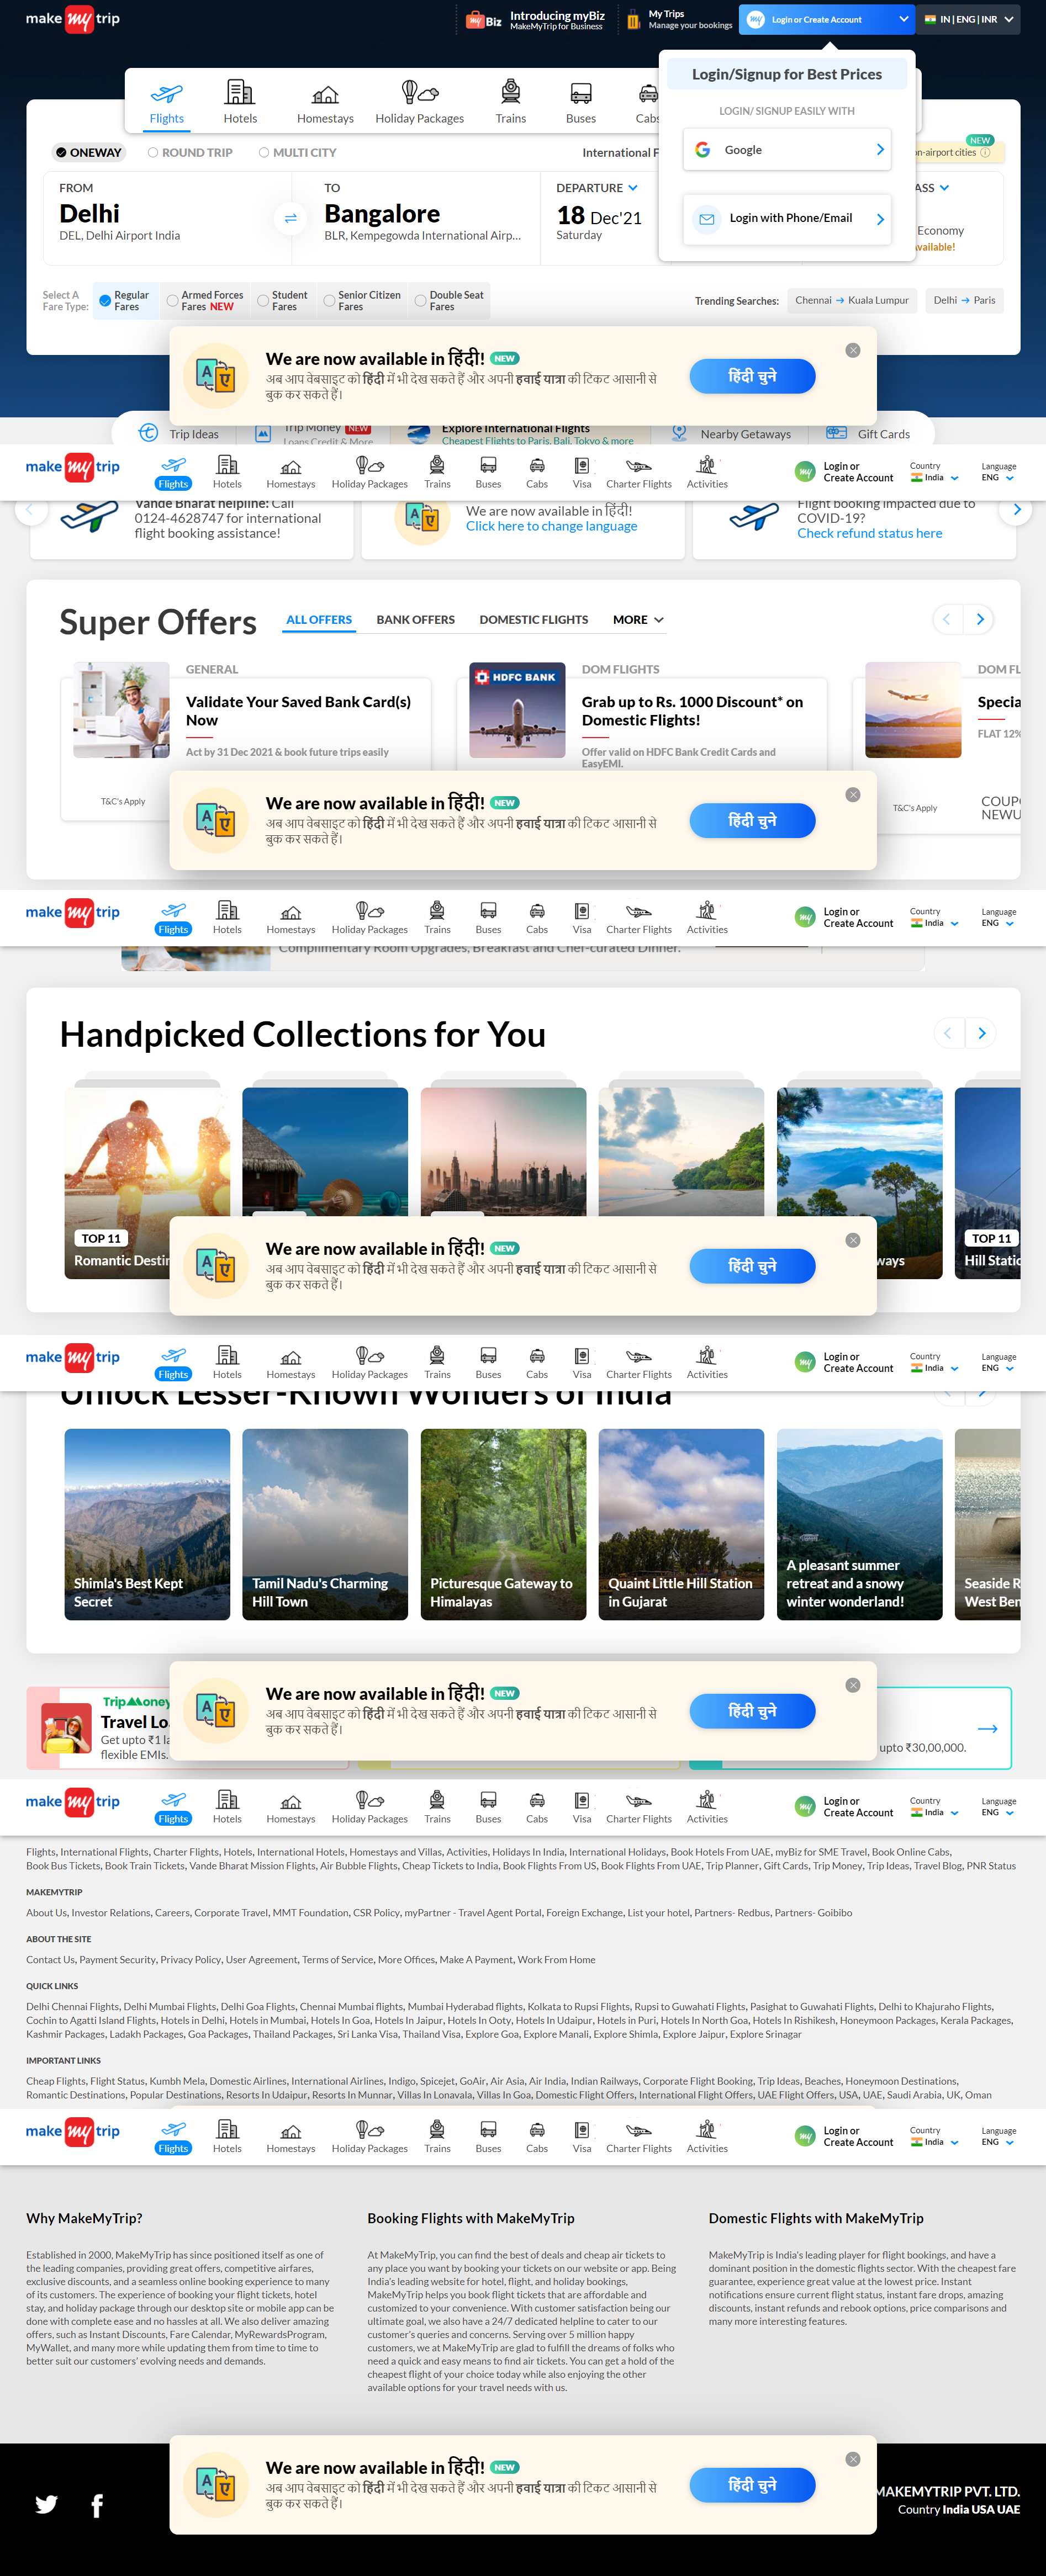 make my trip
my Biz
Introducing myBiz
MakeMyTrip for Business
My Trips
Manage your bookings
my Login or Create Account
IN | ENG | INR
Flights
Hotels
Homestays
Holiday Packages
Trains
Buses
Cabs
Login/Signup for Best Prices
LOGIN/ SIGNUP EASILY WITH
Google
Login with Phone/Email
ONEWAY
ROUND TRIP
MULTI CITY
International F
NEW
on-airport cities
FROM
Delhi
DEL, Delhi Airport India
TO
Bangalore
BLR, Kempegowda International Airp...
DEPARTURE
18 Dec'21
Saturday
ASS
Economy
Available!
Select A
Fare Type:
Regular
Fares
Armed Forces
Fares NEW
Student
Fares
Senior Citizen
Fares
Double Seat
Fares
Trending Searches:
Chennai → Kuala Lumpur
Delhi → Paris
We are now available in हिंदी! NEW
अब आप वेबसाइट को हिंदी में भी देख सकते हैं और अपनी हवाई यात्रा की टिकट आसानी से
बुक कर सकते हैं।
हिंदी चुने
Trip Ideas
Trip Money NEW
Loans Credit & More
Explore International Flights
Cheapest Flights to Paris, Bali, Tokyo & more
Nearby Getaways
Gift Cards
make my trip
Flights
Hotels
Homestays
Holiday Packages
Trains
Buses
Cabs
Visa
Charter Flights
Activities
my
Login or
Create Account
Country
India
Language
ENG
Vande Bharat helpline: Call
0124-4628747 for international
flight booking assistance!
We are now available in हिंदी!
Click here to change language
Flight booking impacted due to
COVID-19?
Check refund status here
Super Offers
ALL OFFERS
BANK OFFERS
DOMESTIC FLIGHTS
MORE
GENERAL
Validate Your Saved Bank Card(s)
Now
Act by 31 Dec 2021 & book future trips easily
T&C's Apply
HDFC BANK
DOM FLIGHTS
Grab up to Rs. 1000 Discount* on
Domestic Flights!
Offer valid on HDFC Bank Credit Cards and
EasyEMI.
DOM FL
Specia
FLAT 12%
T&C's Apply
COUP
NEWU
We are now available in हिंदी! NEW
अब आप वेबसाइट को हिंदी में भी देख सकते हैं और अपनी हवाई यात्रा की टिकट आसानी से
बुक कर सकते हैं।
हिंदी चुने
make my trip
Flights
Hotels
Homestays
Holiday Packages
Trains
Buses
Cabs
Visa
Charter Flights
Activities
my
Login or
Create Account
Country
India
Language
ENG
Complimentary Room Upgrades, Breakfast and Chef-curated Dinner.
Handpicked Collections for You
TOP 11
Romantic Destin
ways
TOP 11
Hill Static
We are now available in हिंदी! NEW
अब आप वेबसाइट को हिंदी में भी देख सकते हैं और अपनी हवाई यात्रा की टिकट आसानी से
बुक कर सकते हैं।
हिंदी चुने
make my trip
Flights
Hotels
Homestays
Holiday Packages
Trains
Buses
Cabs
Visa
Charter Flights
Activities
my
Login or
Create Account
Country
India
Language
ENG
Unlock Lesser-Known Wonders of India
Shimla's Best Kept
Secret
Tamil Nadu's Charming
Hill Town
Picturesque Gateway to
Himalayas
Quaint Little Hill Station
in Gujarat
A pleasant summer
retreat and a snowy
winter wonderland!
Seaside R
West Ben
TripMoney
Travel Lo
Get upto ₹1 la
flexible EMIs.
upto ₹30,00,000.
We are now available in हिंदी! NEW
अब आप वेबसाइट को हिंदी में भी देख सकते हैं और अपनी हवाई यात्रा की टिकट आसानी से
बुक कर सकते हैं।
हिंदी चुने
make my trip
Flights
Hotels
Homestays
Holiday Packages
Trains
Buses
Cabs
Visa
Charter Flights
Activities
my
Login or
Create Account
Country
India
Language
ENG
Flights, International Flights, Charter Flights, Hotels, International Hotels, Homestays and Villas, Activities, Holidays In India, International Holidays, Book Hotels From UAE, myBiz for SME Travel, Book Online Cabs,
Book Bus Tickets, Book Train Tickets, Vande Bharat Mission Flights, Air Bubble Flights, Cheap Tickets to India, Book Flights From US, Book Flights From UAE, Trip Planner, Gift Cards, Trip Money, Trip Ideas, Travel Blog, PNR Status
MAKEMYTRIP
About Us, Investor Relations, Careers, Corporate Travel, MMT Foundation, CSR Policy, myPartner - Travel Agent Portal, Foreign Exchange, List your hotel, Partners- Redbus, Partners- Goibibo
ABOUT THE SITE
Contact Us, Payment Security, Privacy Policy, User Agreement, Terms of Service, More Offices, Make A Payment, Work From Home
QUICK LINKS
Delhi Chennai Flights, Delhi Mumbai Flights, Delhi Goa Flights, Chennai Mumbai flights, Mumbai Hyderabad flights, Kolkata to Rupsi Flights, Rupsi to Guwahati Flights, Pasighat to Guwahati Flights, Delhi to Khajuraho Flights,
Cochin to Agatti Island Flights, Hotels in Delhi, Hotels in Mumbai, Hotels In Goa, Hotels In Jaipur, Hotels In Ooty, Hotels In Udaipur, Hotels in Puri, Hotels In North Goa, Hotels In Rishikesh, Honeymoon Packages, Kerala Packages,
Kashmir Packages, Ladakh Packages, Goa Packages, Thailand Packages, Sri Lanka Visa, Thailand Visa, Explore Goa, Explore Manali, Explore Shimla, Explore Jaipur, Explore Srinagar
IMPORTANT LINKS
Cheap Flights, Flight Status, Kumbh Mela, Domestic Airlines, International Airlines, Indigo, Spicejet, GoAir, Air Asia, Air India, Indian Railways, Corporate Flight Booking, Trip Ideas, Beaches, Honeymoon Destinations,
Romantic Destinations, Popular Destinations, Resorts In Udaipur, Resorts In Munnar, Villas In Lonavala, Villas In Goa, Domestic Flight Offers, International Flight Offers, UAE Flight Offers, USA, UAE, Saudi Arabia, UK, Oman
make my trip
Flights
Hotels
Homestays
Holiday Packages
Trains
Buses
Cabs
Visa
Charter Flights
Activities
my
Login or
Create Account
Country
India
Language
ENG
Why MakeMyTrip?
Established in 2000, MakeMyTrip has since positioned itself as one of
the leading companies, providing great offers, competitive airfares,
exclusive discounts, and a seamless online booking experience to many
of its customers. The experience of booking your flight tickets, hotel
stay, and holiday package through our desktop site or mobile app can be
done with complete ease and no hassles at all. We also deliver amazing
offers, such as Instant Discounts, Fare Calendar, MyRewardsProgram,
MyWallet, and many more while updating them from time to time to
better suit our customers' evolving needs and demands.
Booking Flights with MakeMyTrip
At MakeMyTrip, you can find the best of deals and cheap air tickets to
any place you want by booking your tickets on our website or app. Being
India's leading website for hotel, flight, and holiday bookings,
MakeMyTrip helps you book flight tickets that are affordable and
customized to your convenience. With customer satisfaction being our
ultimate goal, we also have a 24/7 dedicated helpline to cater to our
customer's queries and concerns. Serving over 5 million happy
customers, we at MakeMyTrip are glad to fulfill the dreams of folks who
need a quick and easy means to find air tickets. You can get a hold of the
cheapest flight of your choice today while also enjoying the other
available options for your travel needs with us.
Domestic Flights with MakeMyTrip
MakeMyTrip is India's leading player for flight bookings, and have a
dominant position in the domestic flights sector. With the cheapest fare
guarantee, experience great value at the lowest price. Instant
notifications ensure current flight status, instant fare drops, amazing
discounts, instant refunds and rebook options, price comparisons and
many more interesting features.
We are now available in हिंदी! NEW
अब आप वेबसाइट को हिंदी में भी देख सकते हैं और अपनी हवाई यात्रा की टिकट आसानी से
बुक कर सकते हैं।
हिंदी चुने
MAKEMYTRIP PVT. LTD.
Country India USA UAE